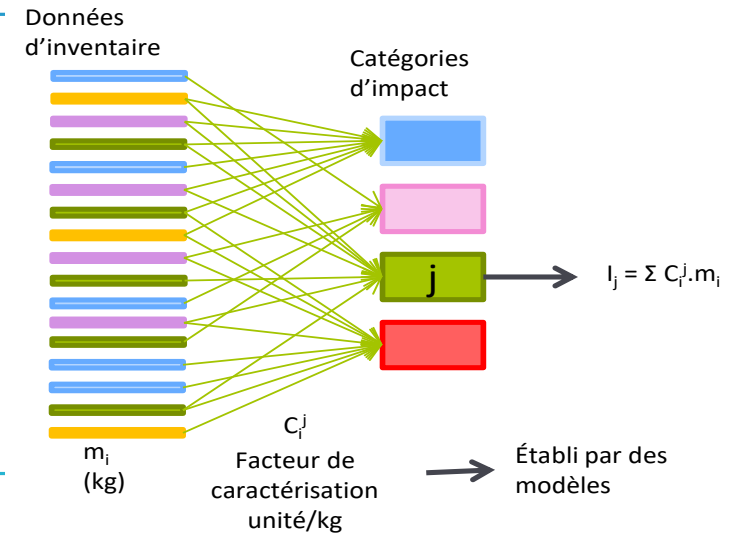 Données
d’inventaire
Catégories
d’impact
j
Iⱼ = Σ Cᵢʲ.mᵢ
mᵢ
(kg)
Cᵢʲ
Facteur de
caractérisation
unité/kg
Établi par des
modèles